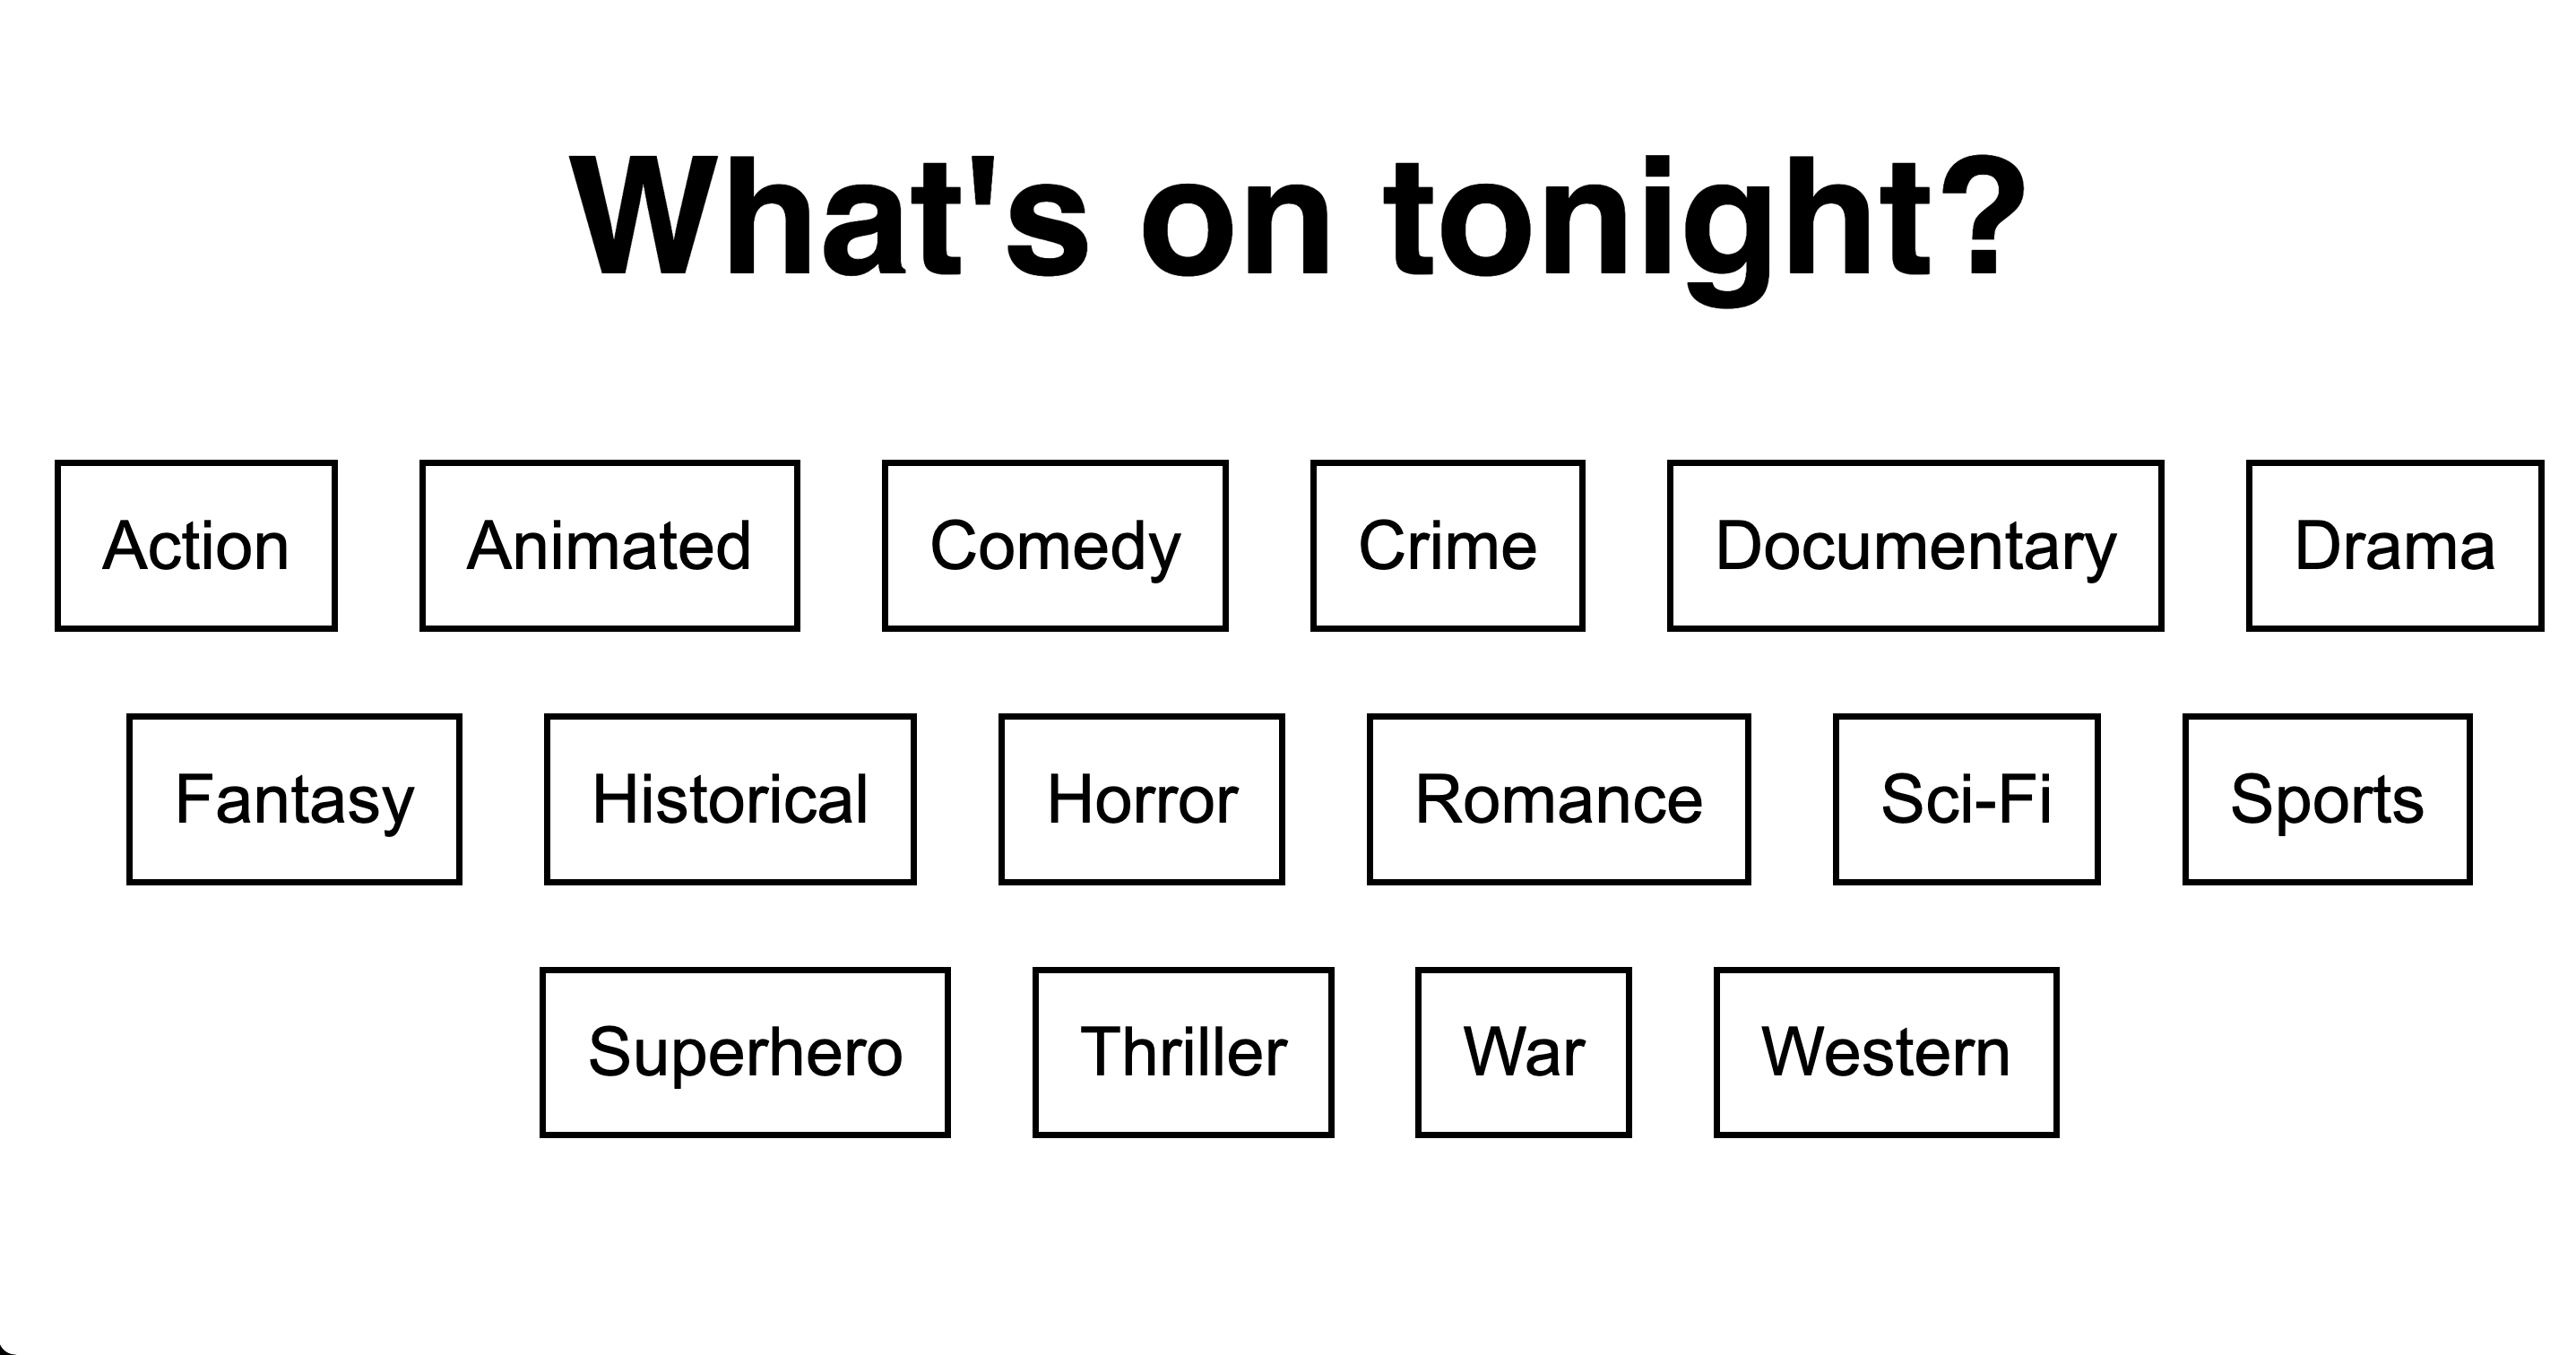 What's on tonight?
Action Animated Comedy Crime Documentary Drama
Fantasy Historical Horror Romance Sci-Fi Sports
Superhero Thriller War Western